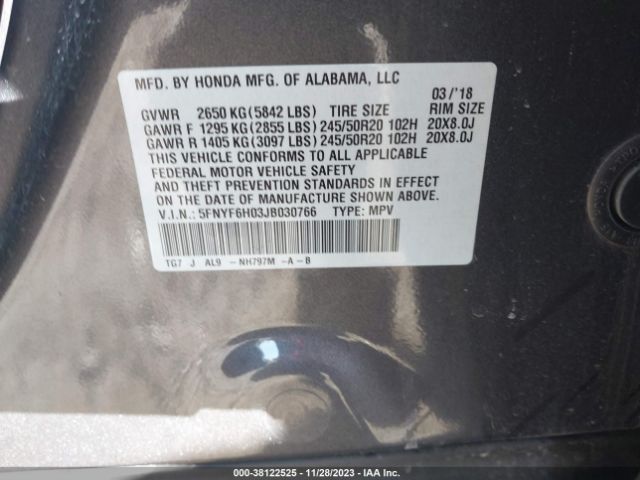 MFD. BY HONDA MFG. OF ALABAMA, LLC 03/'18
GVWR 2650 KG(5842 LBS) TIRE SIZE RIM SIZE
GAWR F 1295 KG(2855 LBS) 245/50R20 102H 20X8.0J
GAWR R 1405 KG(3097 LBS) 245/50R20 102H 20X8.0J
THIS VEHICLE CONFORMS TO ALL APPLICABLE
FEDERAL MOTOR VEHICLE SAFETY
AND THEFT PREVENTION STANDARDS IN EFFECT
ON THE DATE OF MANUFACTURE SHOWN ABOVE.
V.I.N.: 5FNYF6H03JB030766 TYPE: MPV
TG7 J AL9 -NH797M -A-B
000-38122525 - 11/28/2023 - IAA Inc.